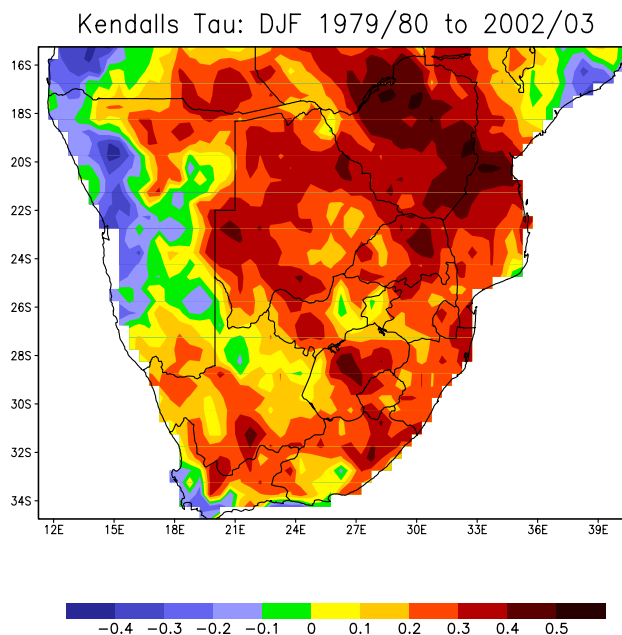 Kendalls Tau: DJF 1979/80 to 2002/03
16S
18S
20S
22S
24S
26S
28S
30S
32S
34S
12E 15E 18E 21E 24E 27E 30E 33E 36E 39E
-0.4 -0.3 -0.2 -0.1 0 0.1 0.2 0.3 0.4 0.5